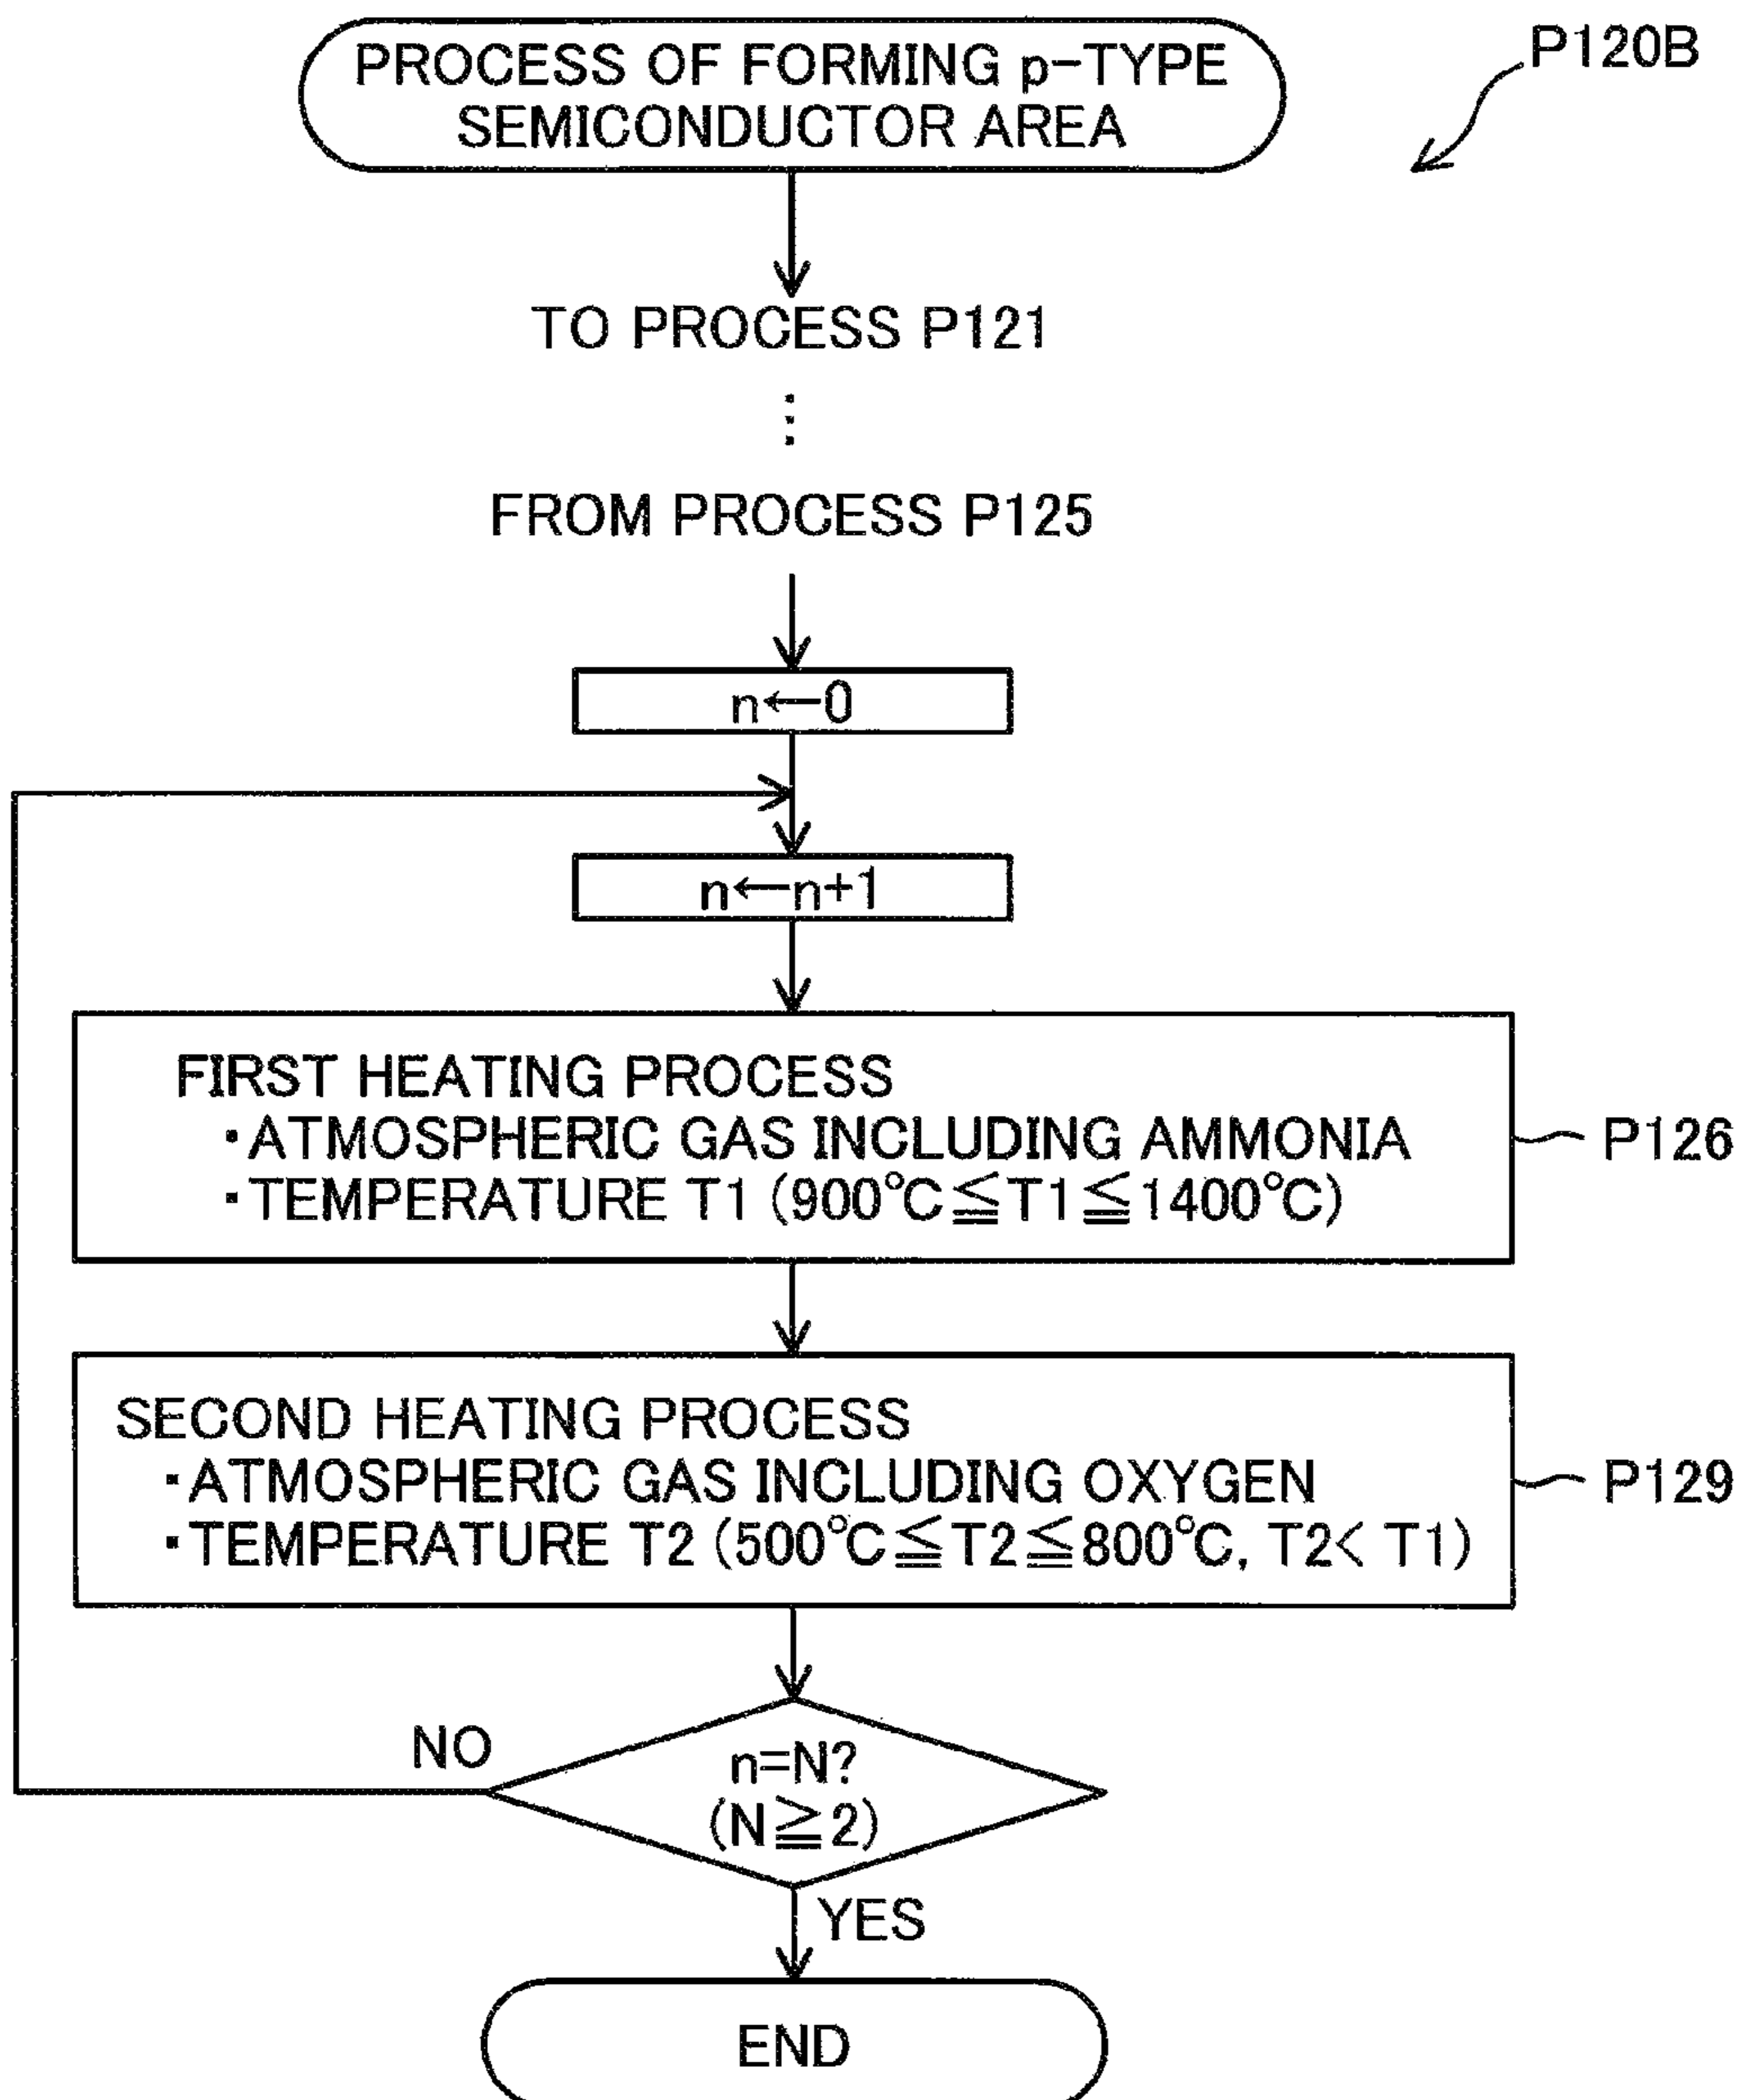 PROCESS OF FORMING p-TYPE
SEMICONDUCTOR AREA
P120B
TO PROCESS P121
⋮
FROM PROCESS P125
n←0
n←n+1
FIRST HEATING PROCESS
・ATMOSPHERIC GAS INCLUDING AMMONIA
・TEMPERATURE T1 (900℃≦T1≦1400℃)
P126
SECOND HEATING PROCESS
・ATMOSPHERIC GAS INCLUDING OXYGEN
・TEMPERATURE T2 (500℃≦T2≦800℃, T2< T1)
P129
NO
n=N?
(N≧2)
YES
END